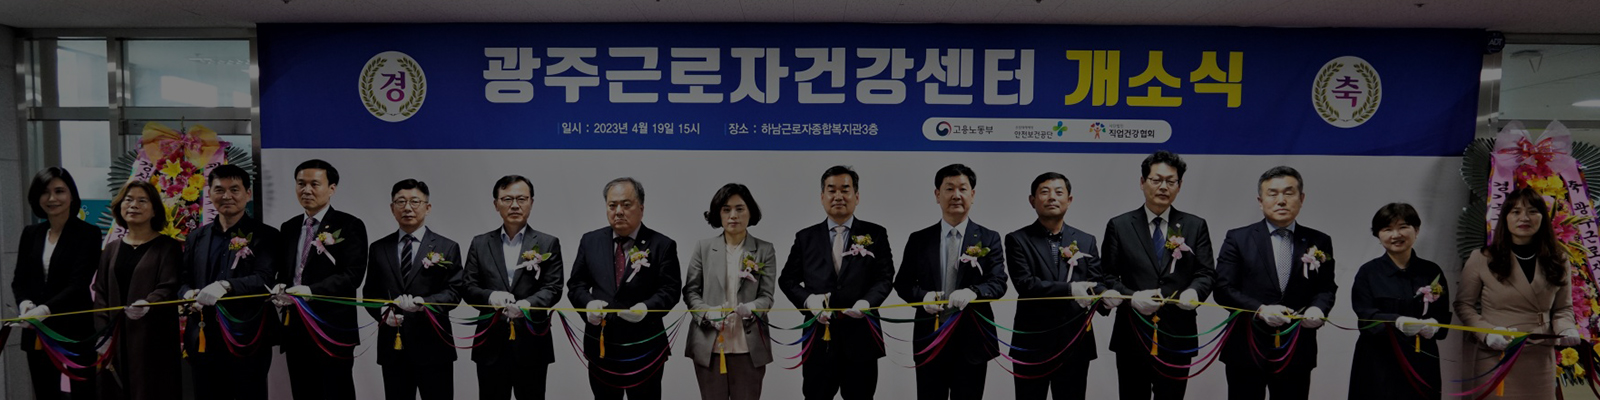 경 광주근로자건강센터 개소식 축
일시 : 2023년 4월 19일 15시 장소 : 하남근로자종합복지관3층 고용노동부 안전보건공단 직업건강협회